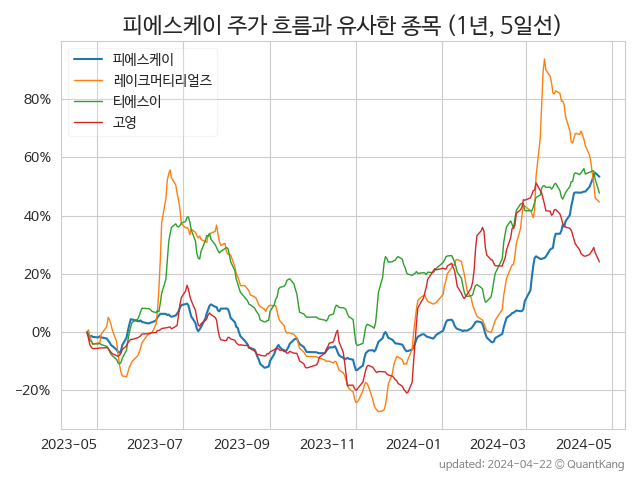 피에스케이 주가 흐름과 유사한 종목 (1년, 5일선)
피에스케이
레이크머티리얼즈
티에스이
고영
80%
60%
40%
20%
0%
−20%
2023-05
2023-07
2023-09
2023-11
2024-01
2024-03
2024-05
updated: 2024-04-22 © QuantKang